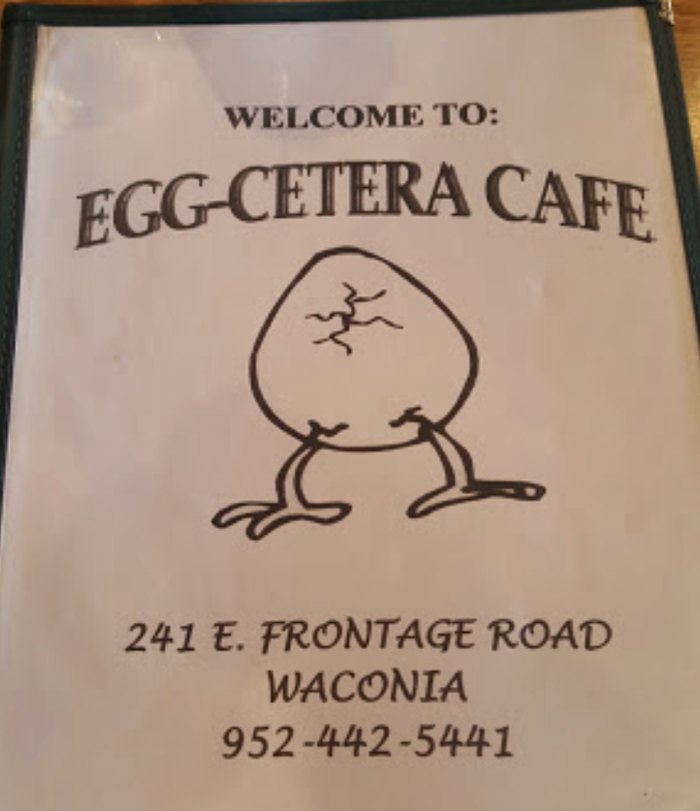 WELCOME TO:
EGG-CETERA CAFE
241 E. FRONTAGE ROAD
WACONIA
952-442-5441